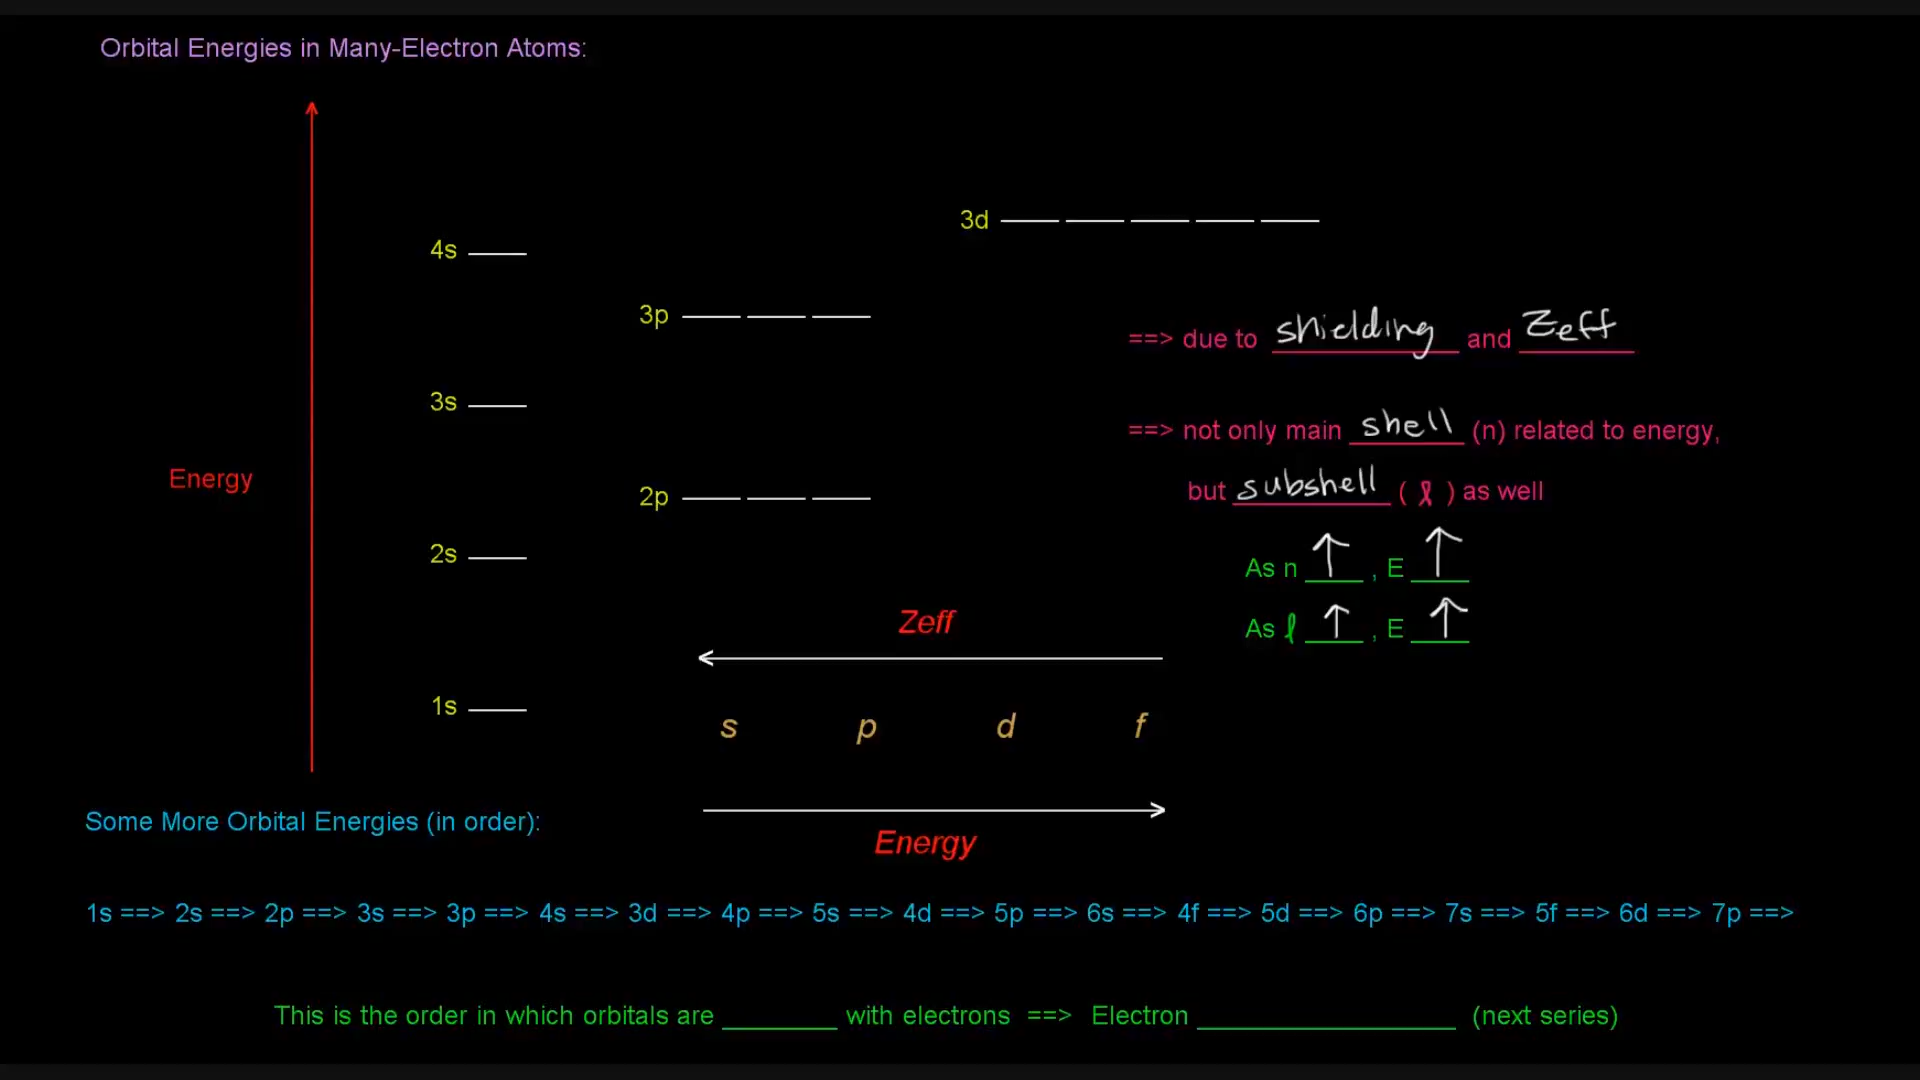 Orbital Energies in Many-Electron Atoms:
3d
4s
3p
==> due to shielding and Zeff
3s
==> not only main shell (n) related to energy,
Energy
2p
but subshell (ℓ) as well
2s
As n ↑, E ↑
Zeff
As ℓ ↑, E ↑
1s
s p d f
Some More Orbital Energies (in order):
Energy
1s ==> 2s ==> 2p ==> 3s ==> 3p ==> 4s ==> 3d ==> 4p ==> 5s ==> 4d ==> 5p ==> 6s ==> 4f ==> 5d ==> 6p ==> 7s ==> 5f ==> 6d ==> 7p ==>
This is the order in which orbitals are ________ with electrons ==> Electron __________________ (next series)